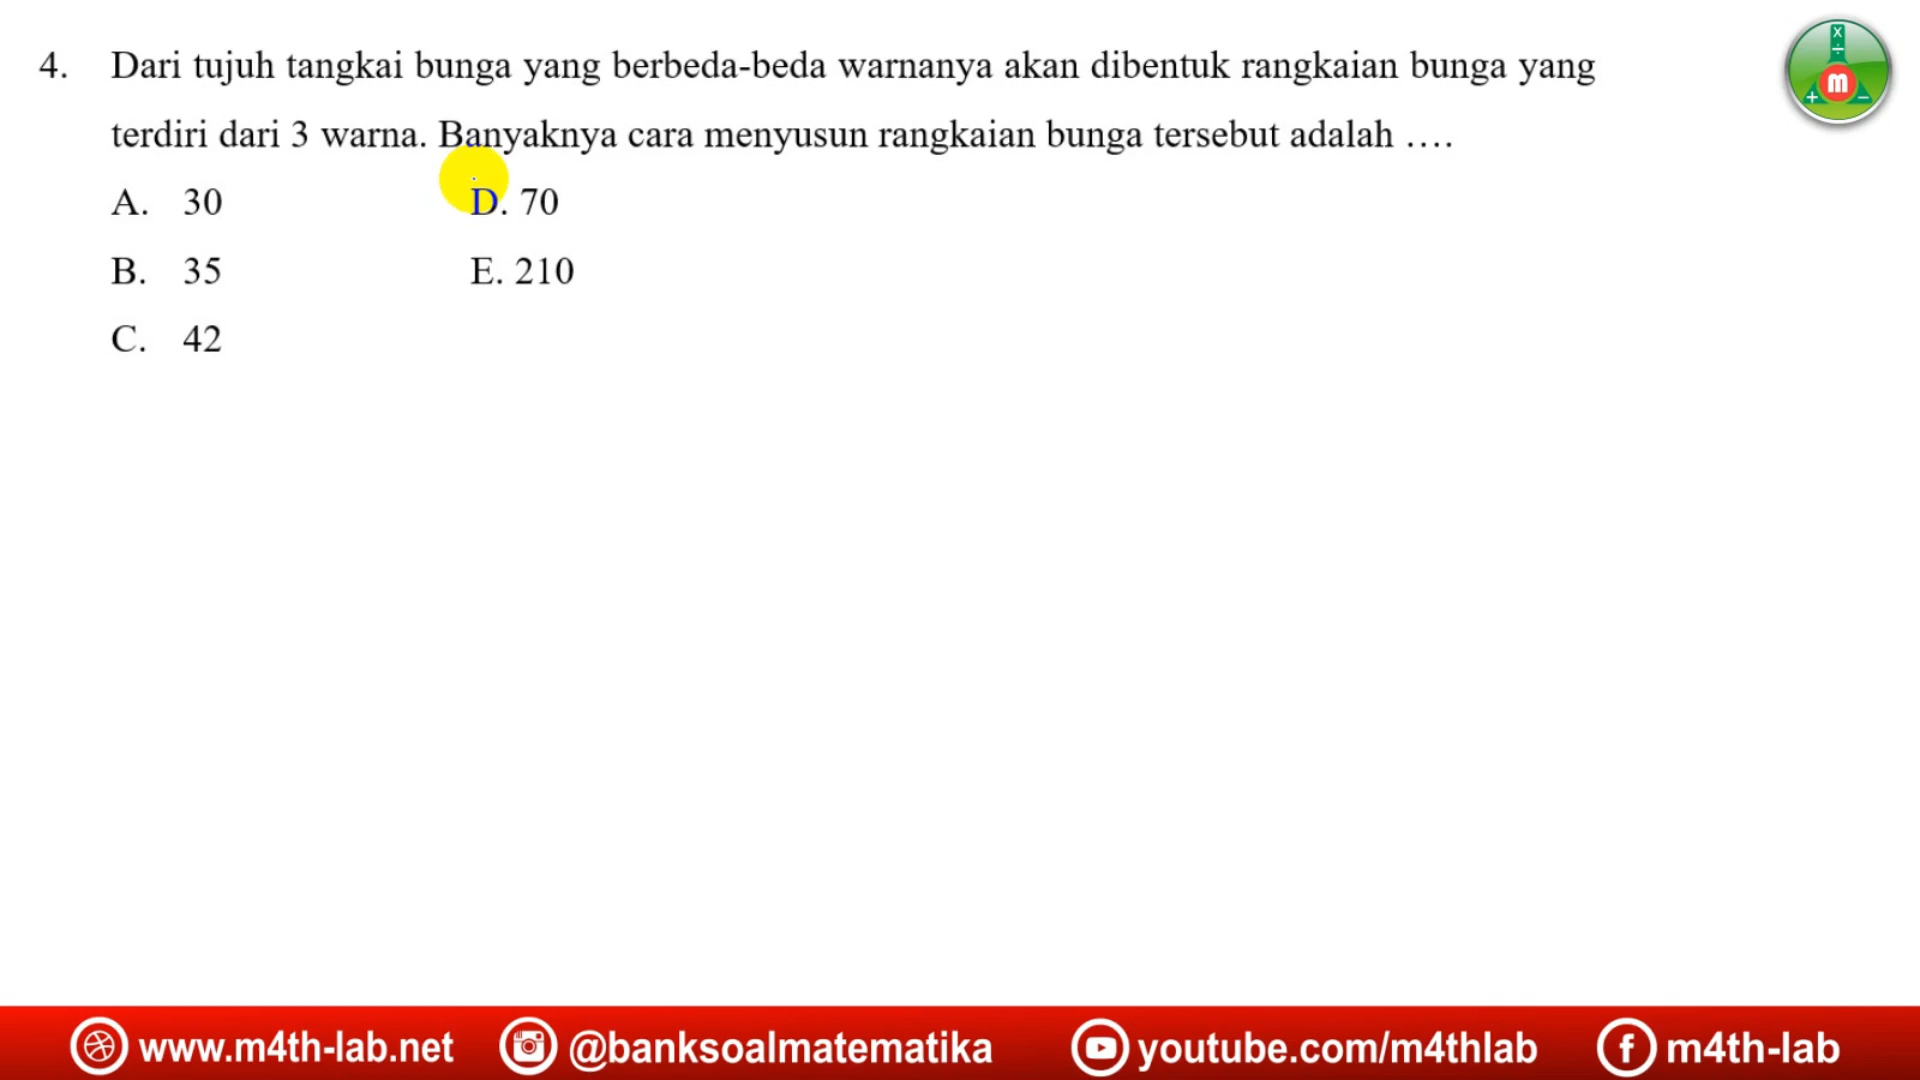 4. Dari tujuh tangkai bunga yang berbeda-beda warnanya akan dibentuk rangkaian bunga yang
terdiri dari 3 warna. Banyaknya cara menyusun rangkaian bunga tersebut adalah ….
A. 30 D. 70
B. 35 E. 210
C. 42
x
÷
m
+ −
www.m4th-lab.net @banksoalmatematika youtube.com/m4thlab f m4th-lab